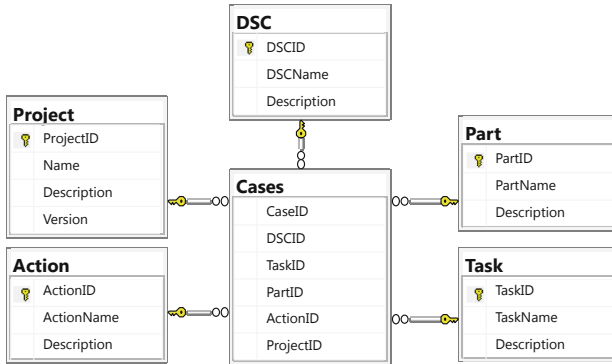 DSC
DSCID
DSCName
Description
Project
ProjectID
Name
Description
Version
Part
PartID
PartName
Description
Cases
CaseID
DSCID
TaskID
PartID
ActionID
ProjectID
Action
ActionID
ActionName
Description
Task
TaskID
TaskName
Description